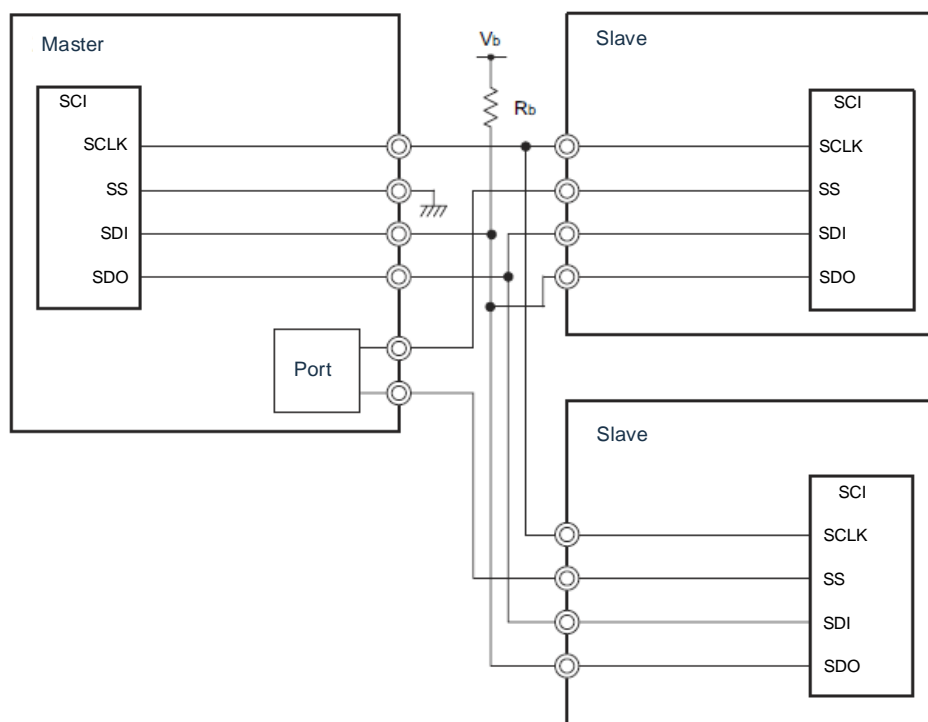 Master
SCI
SCLK
SS
SDI
SDO
Port
Vb
Rb
Slave
SCI
SCLK
SS
SDI
SDO
Slave
SCI
SCLK
SS
SDI
SDO